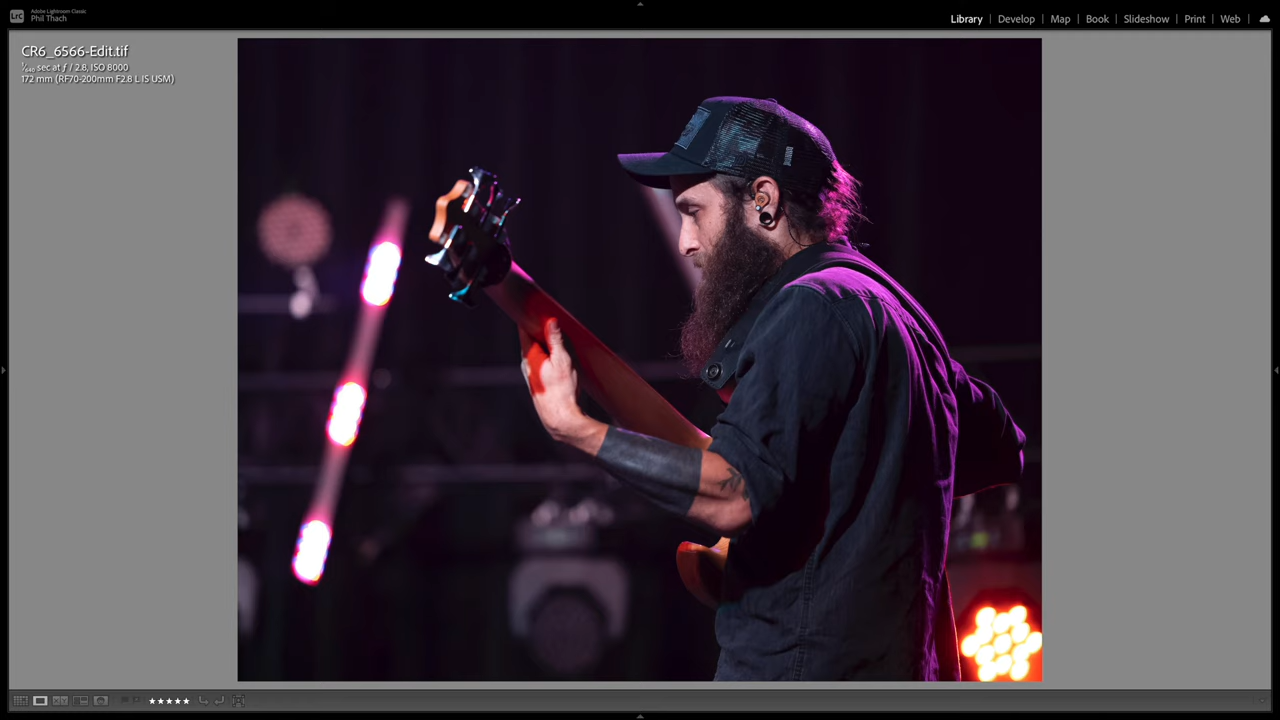 LrC
Adobe Lightroom Classic
Phil Thach
Library | Develop | Map | Book | Slideshow | Print | Web |
CR6_6566-Edit.tif
1/640 sec at ƒ / 2.8, ISO 8000
172 mm (RF70-200mm F2.8 L IS USM)